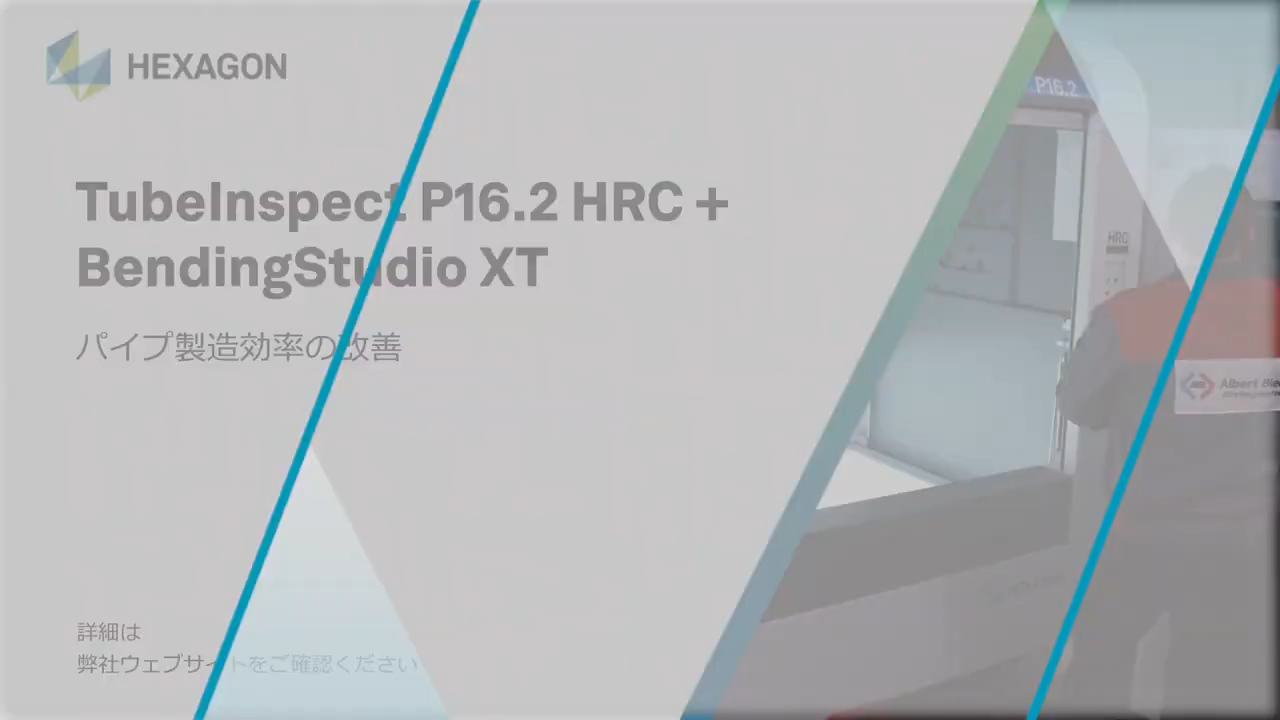 HEXAGON
TubeInspect P16.2 HRC +
BendingStudio XT
パイプ製造効率の改善
詳細は
弊社ウェブサイトをご確認ください
P16.2
HRC
Albert